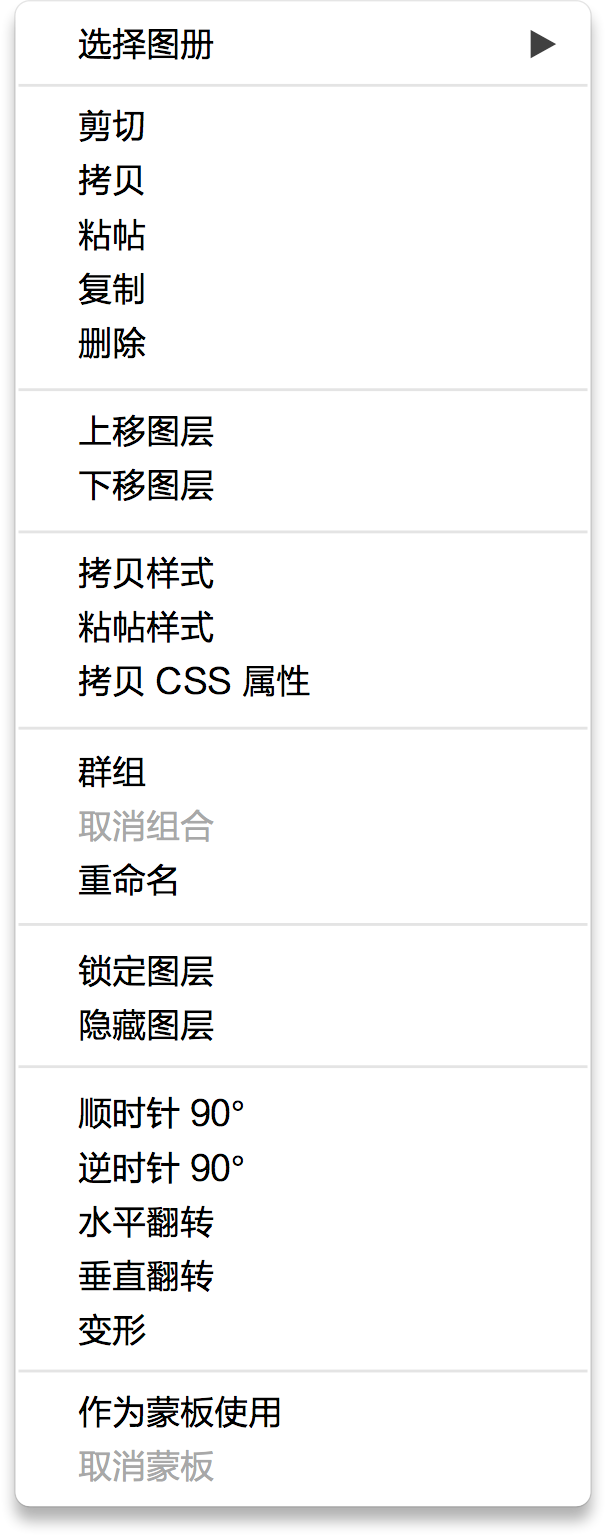 选择图册
剪切
拷贝
粘帖
复制
删除
上移图层
下移图层
拷贝样式
粘帖样式
拷贝 CSS 属性
群组
取消组合
重命名
锁定图层
隐藏图层
顺时针 90°
逆时针 90°
水平翻转
垂直翻转
变形
作为蒙板使用
取消蒙板